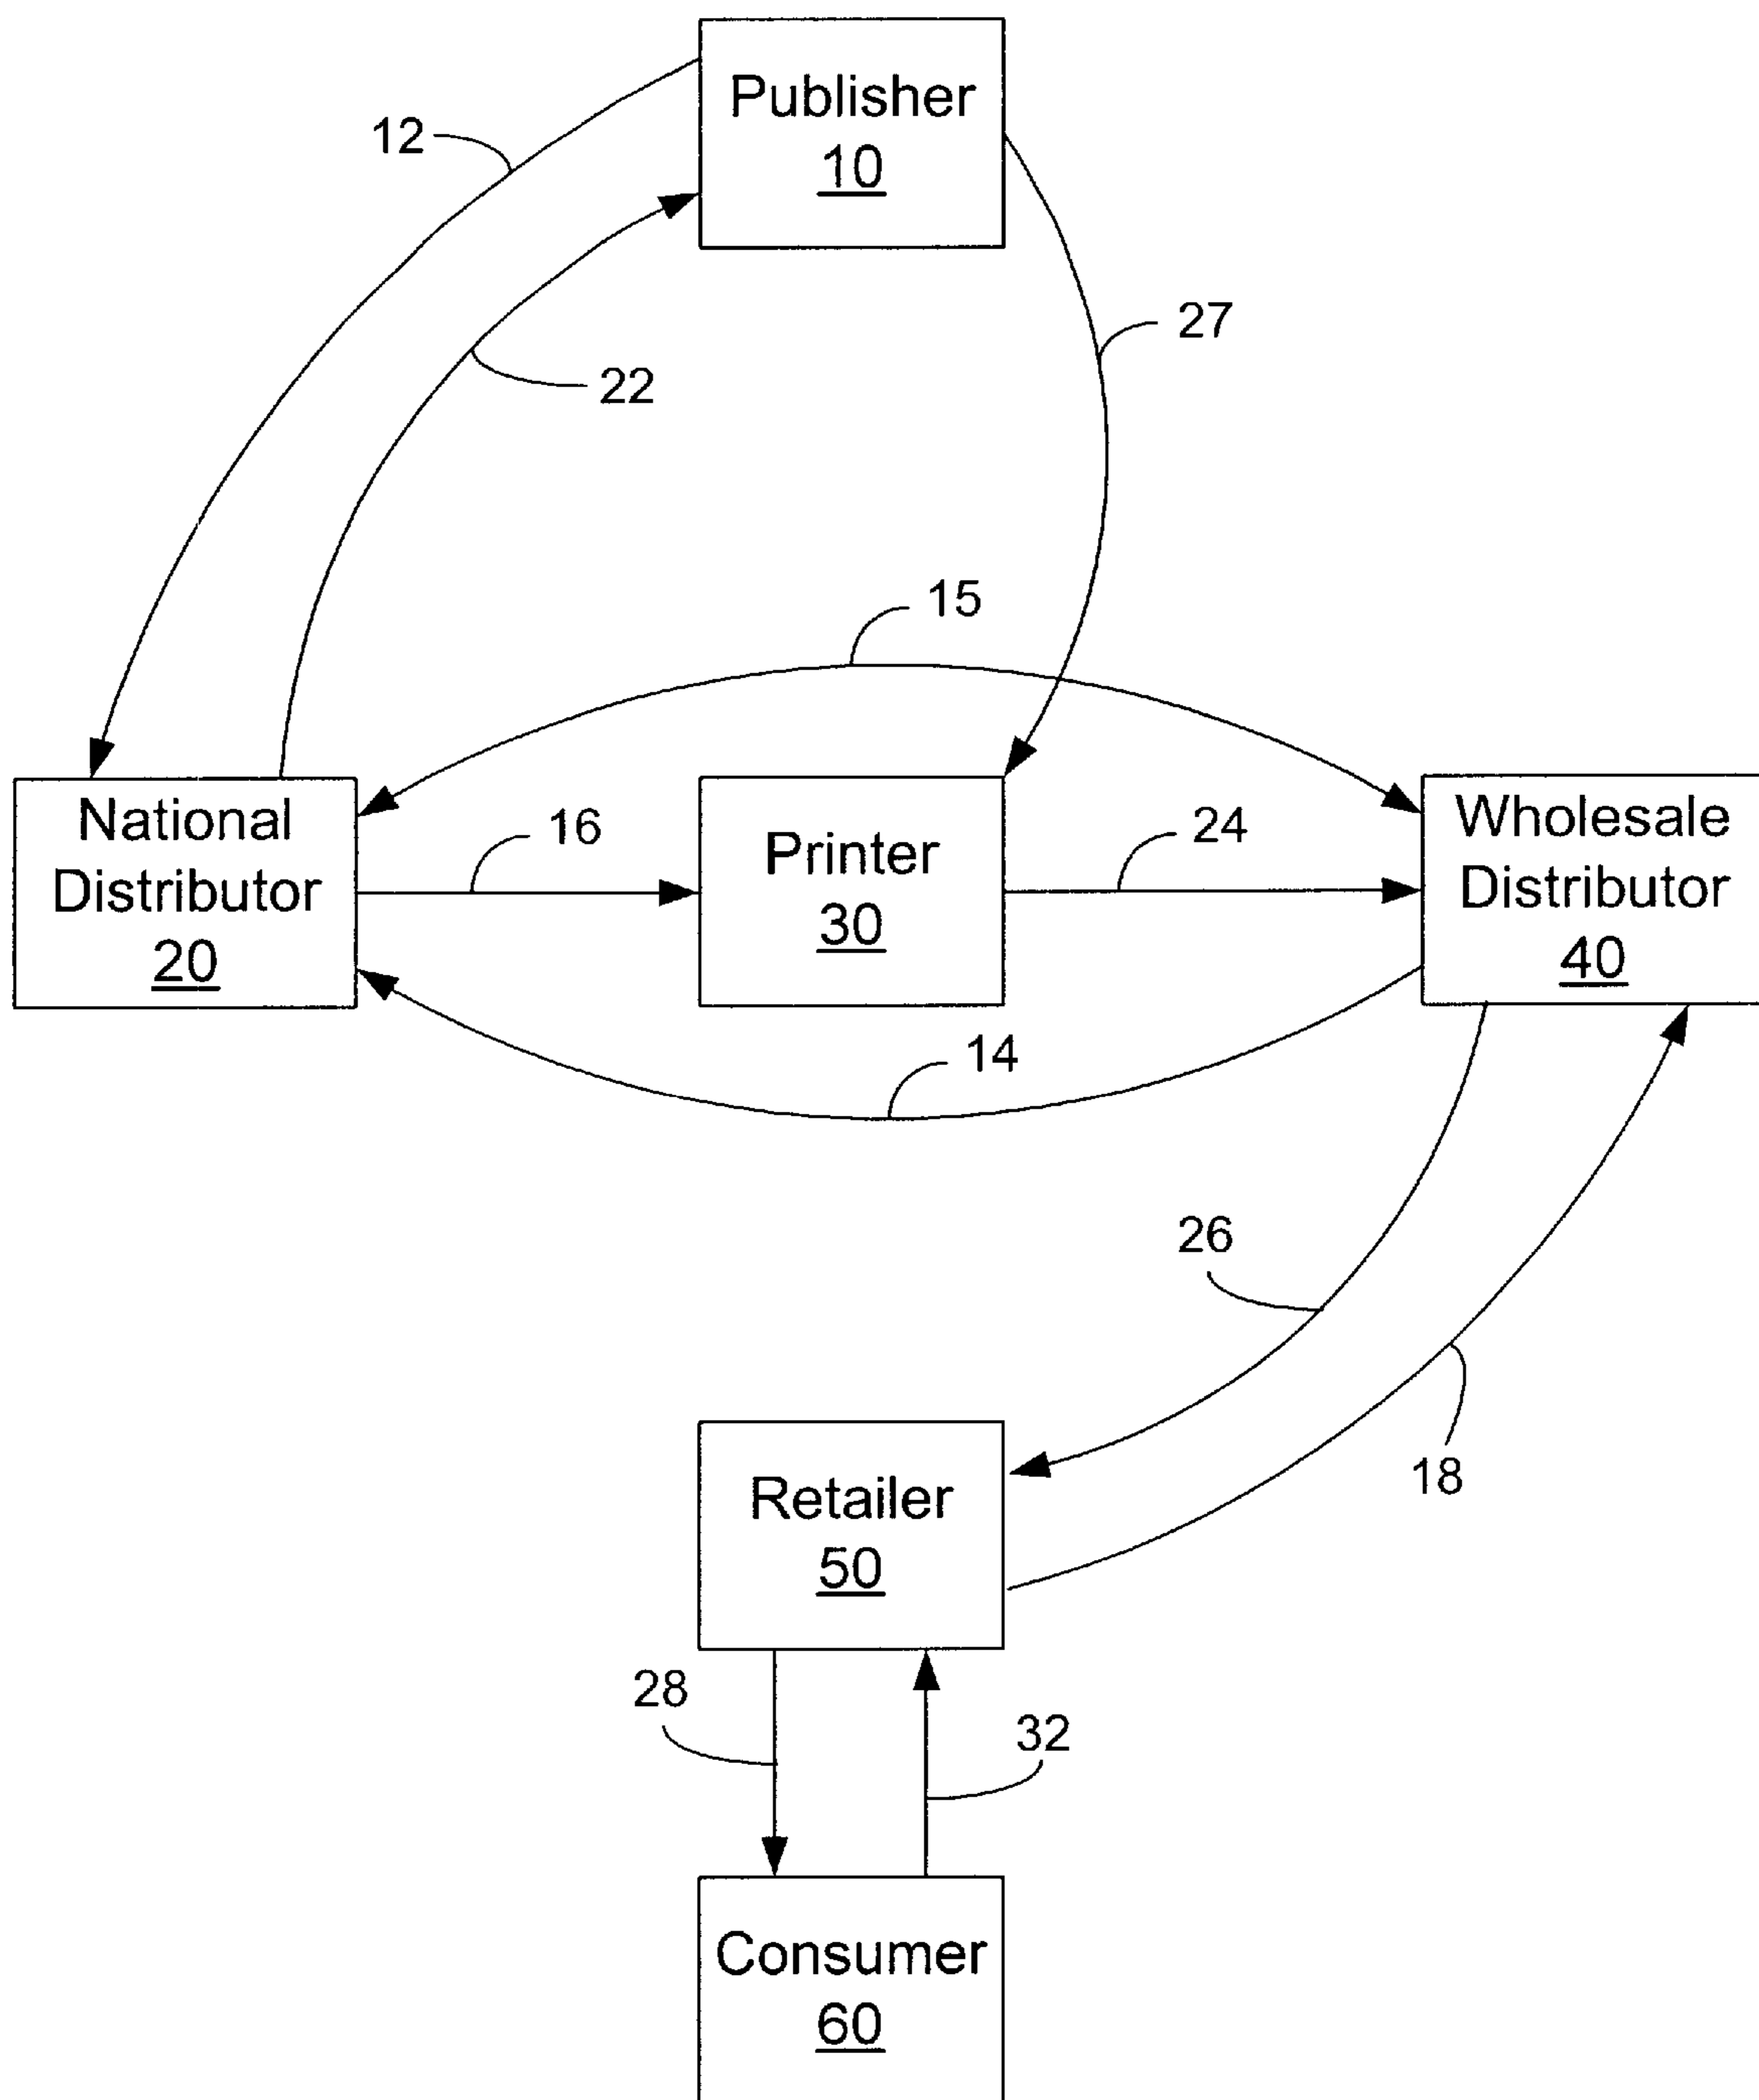 Publisher
10
12
27
22
15
National
Distributor
20
16
Printer
30
24
Wholesale
Distributor
40
14
26
18
Retailer
50
28
32
Consumer
60